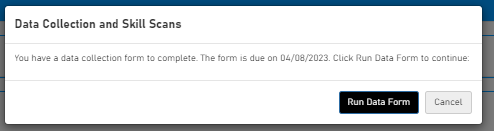 Data Collection and Skill Scans
You have a data collection form to complete. The form is due on 04/08/2023. Click Run Data Form to continue:
Run Data Form
Cancel